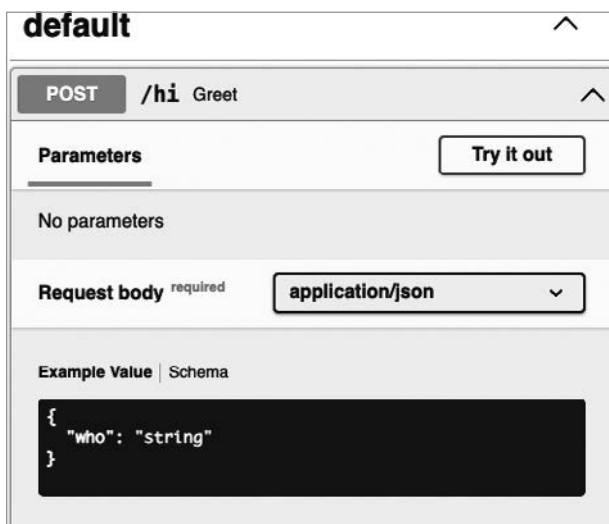 default
POST /hi Greet
Parameters Try it out
No parameters
Request body required application/json
Example Value | Schema
{
"who": "string"
}